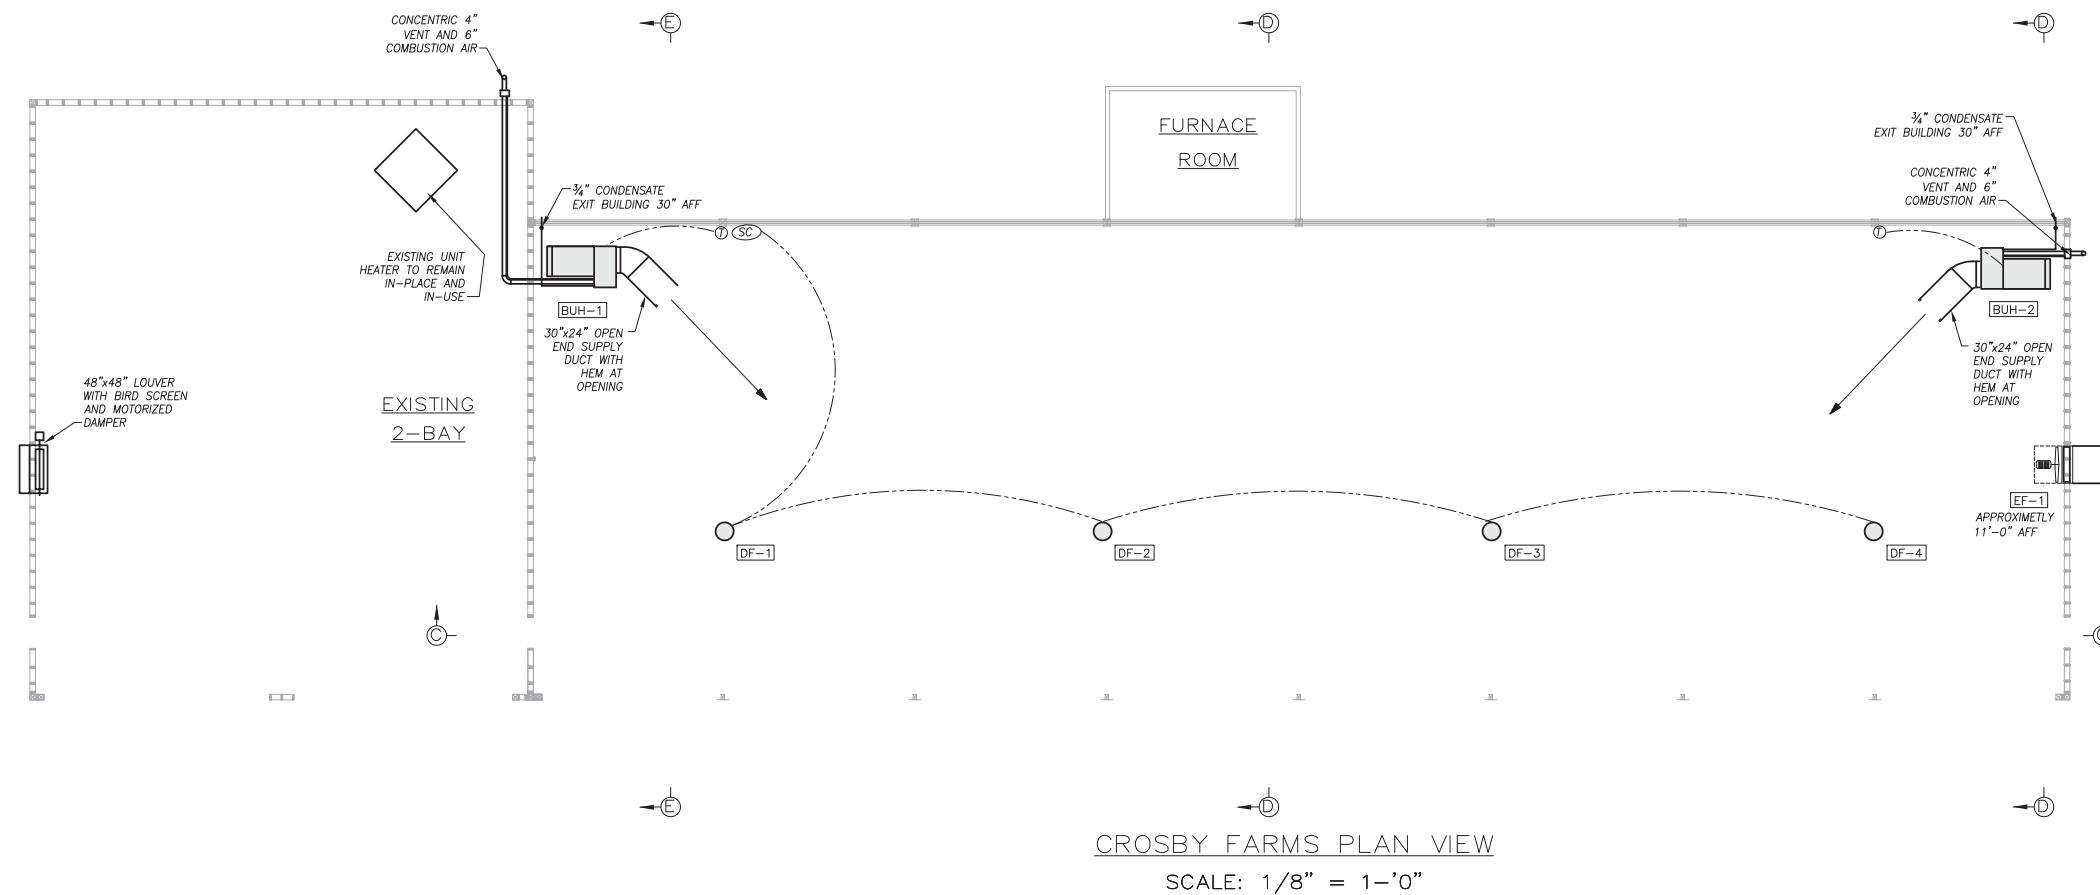 CONCENTRIC 4"
VENT AND 6"
COMBUSTION AIR
E
D
D
FURNACE
ROOM
¾" CONDENSATE
EXIT BUILDING 30" AFF
CONCENTRIC 4"
VENT AND 6"
COMBUSTION AIR
¾" CONDENSATE
EXIT BUILDING 30" AFF
T
SC
T
EXISTING UNIT
HEATER TO REMAIN
IN-PLACE AND
IN-USE
BUH-1
30"x24" OPEN
END SUPPLY
DUCT WITH
HEM AT
OPENING
BUH-2
30"x24" OPEN
END SUPPLY
DUCT WITH
HEM AT
OPENING
48"x48" LOUVER
WITH BIRD SCREEN
AND MOTORIZED
DAMPER
EXISTING
2-BAY
EF-1
APPROXIMETLY
11'-0" AFF
DF-1
DF-2
DF-3
DF-4
C
E
D
D
CROSBY FARMS PLAN VIEW
SCALE: 1/8" = 1-'0"